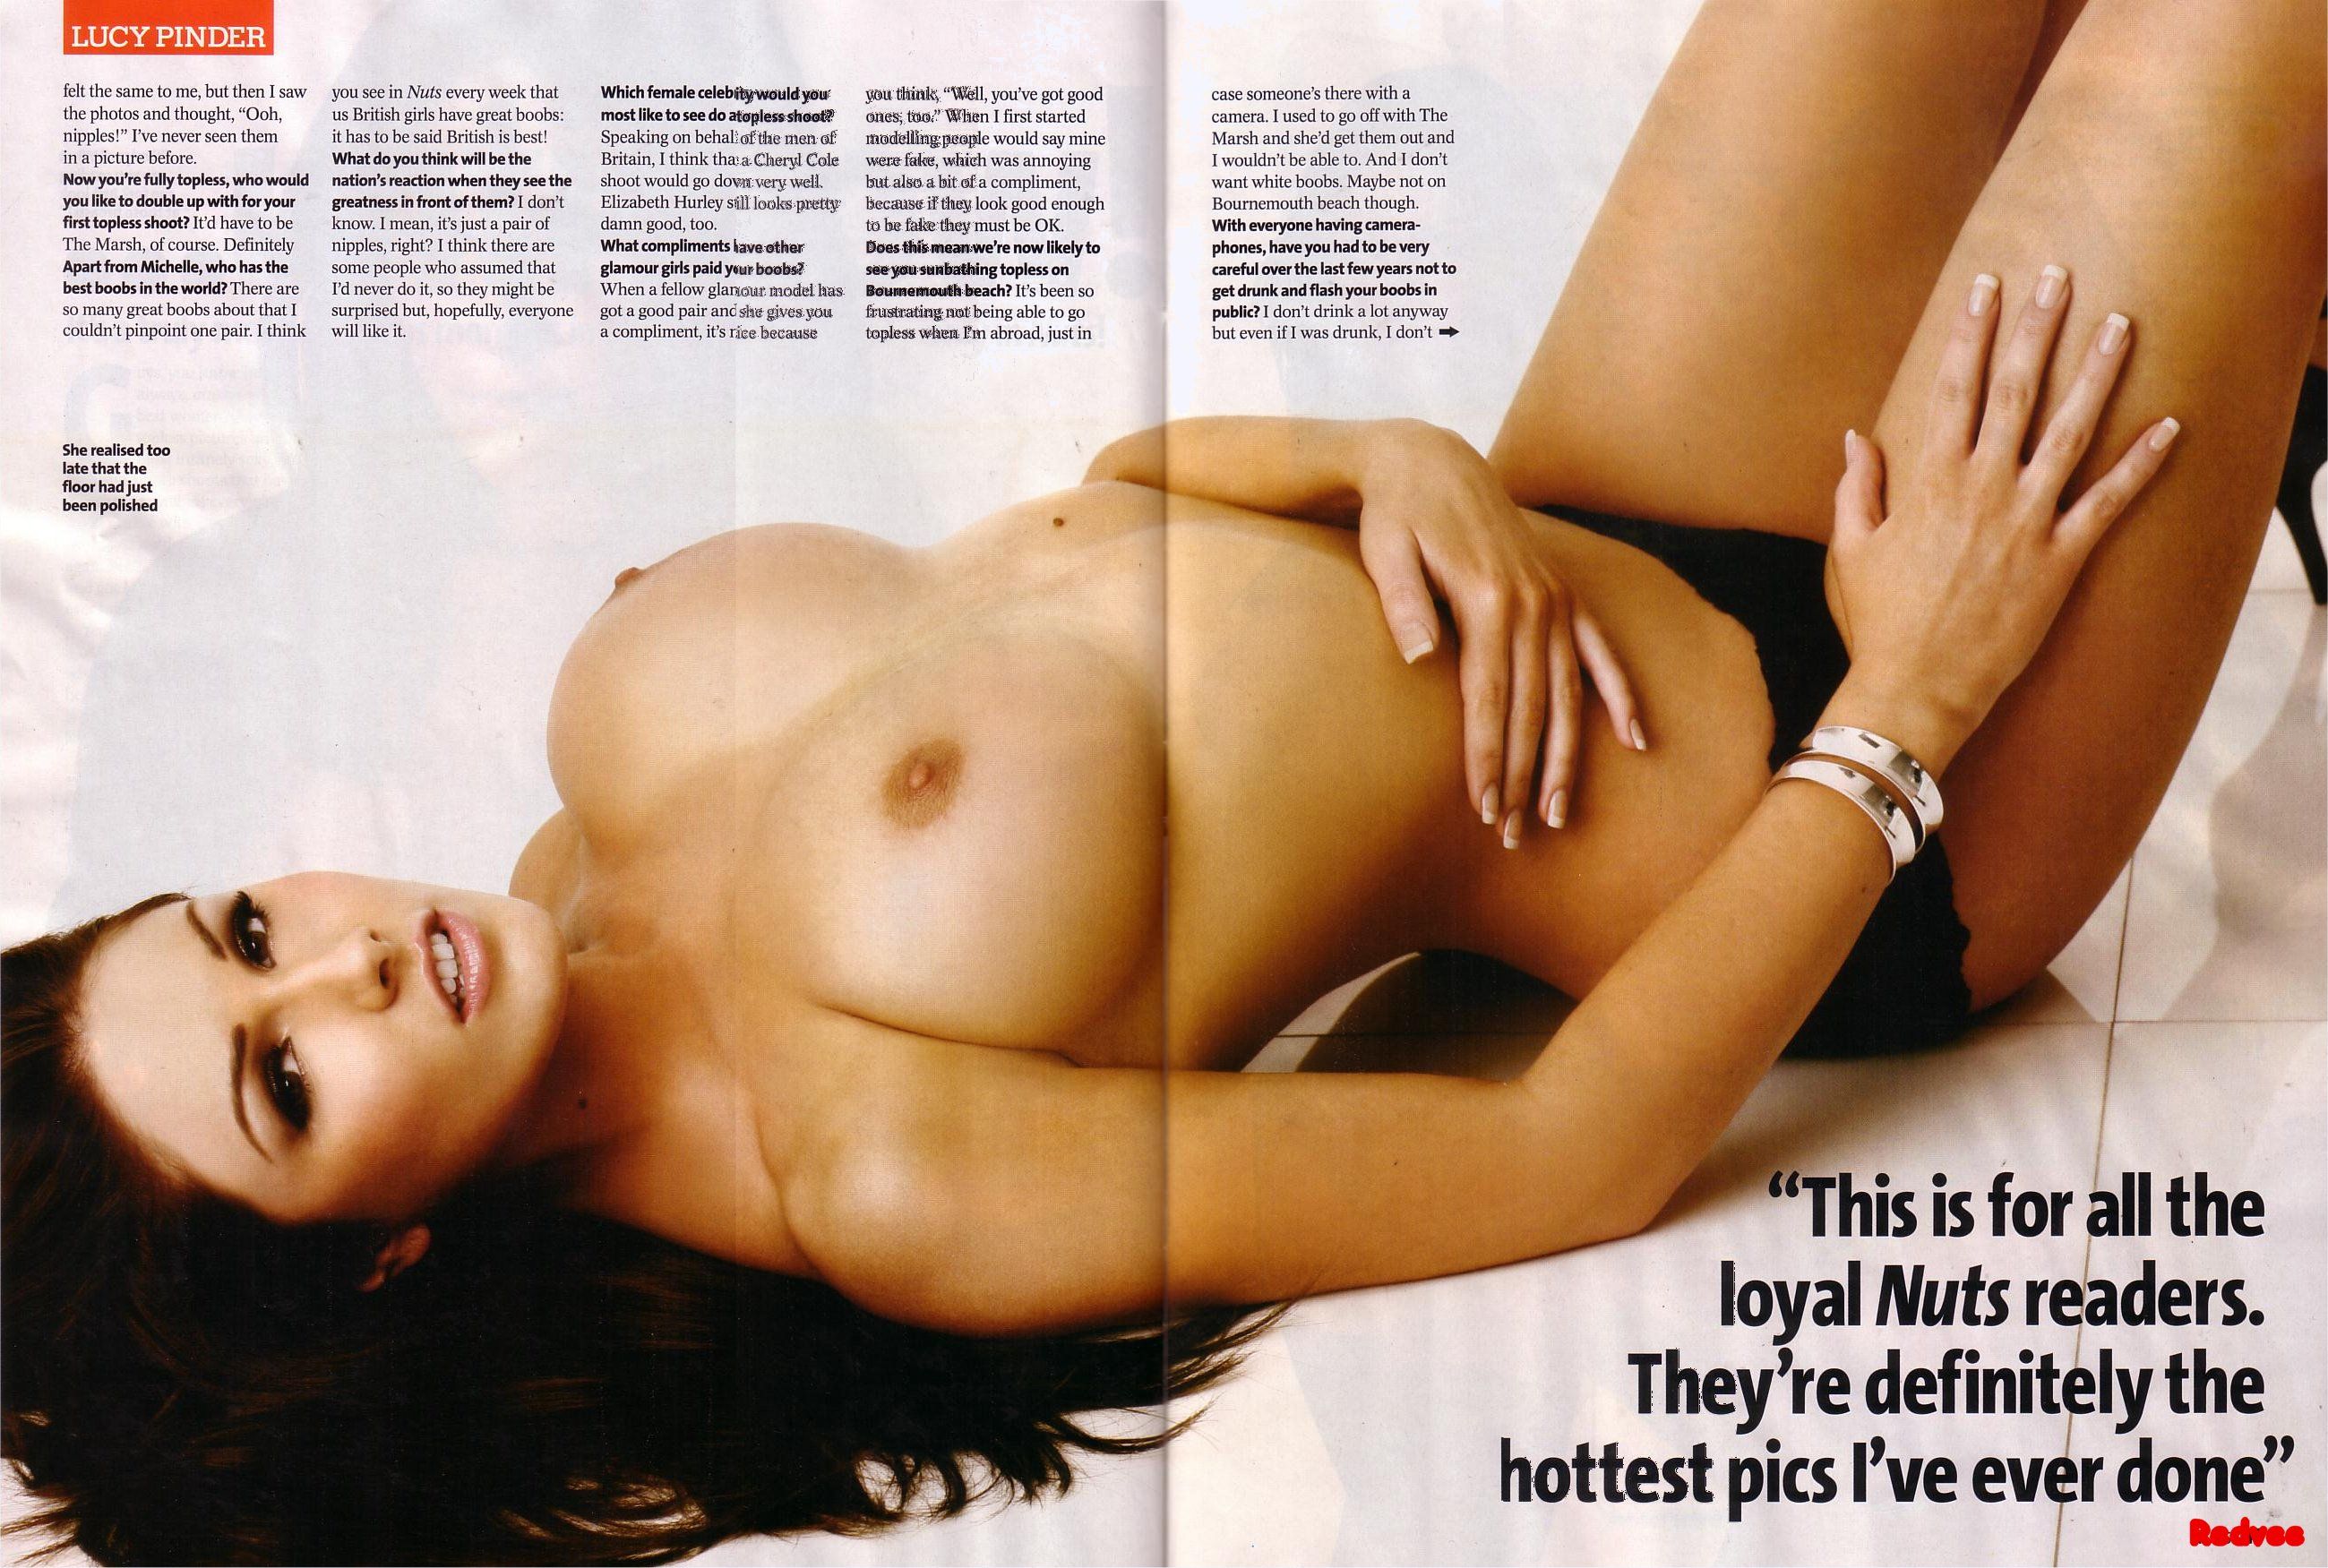 LUCY PINDER
felt the same to me, but then I saw
the photos and thought, “Ooh,
nipples!” I’ve never seen them
in a picture before.
Now you’re fully topless, who would
you like to double up with for your
first topless shoot? It’d have to be
The Marsh, of course. Definitely
Apart from Michelle, who has the
best boobs in the world? There are
so many great boobs about that I
couldn’t pinpoint one pair. I think
you see in Nuts every week that
us British girls have great boobs:
it has to be said British is best!
What do you think will be the
nation’s reaction when they see the
greatness in front of them? I don’t
know. I mean, it’s just a pair of
nipples, right? I think there are
some people who assumed that
I’d never do it, so they might be
surprised but, hopefully, everyone
will like it.
Which female celebrity would you
most like to see do a topless shoot?
Speaking on behalf of the men of
Britain, I think that a Cheryl Cole
shoot would go down very well.
Elizabeth Hurley still looks pretty
damn good, too.
What compliments have other
glamour girls paid your boobs?
When a fellow glamour model has
got a good pair and she gives you
a compliment, it’s nice because
you think, “Well, you’ve got good
ones, too.” When I first started
modelling people would say mine
were fake, which was annoying
but also a bit of a compliment,
because if they look good enough
to be fake they must be OK.
Does this mean we’re now likely to
see you sunbathing topless on
Bournemouth beach? It’s been so
frustrating not being able to go
topless when I’m abroad, just in
case someone’s there with a
camera. I used to go off with The
Marsh and she’d get them out and
I wouldn’t be able to. And I don’t
want white boobs. Maybe not on
Bournemouth beach though.
With everyone having camera-
phones, have you had to be very
careful over the last few years not to
get drunk and flash your boobs in
public? I don’t drink a lot anyway
but even if I was drunk, I don’t ➡
She realised too
late that the
floor had just
been polished
“This is for all the
loyal Nuts readers.
They’re definitely the
hottest pics I’ve ever done”
Redvee